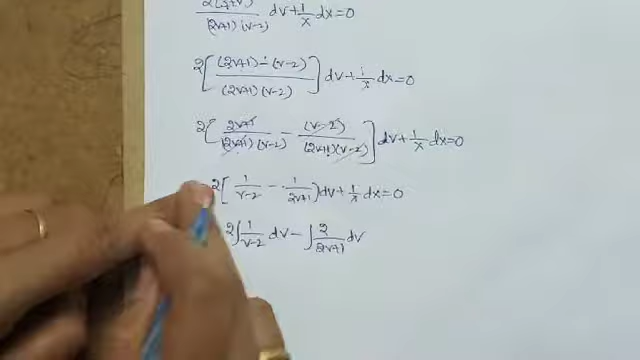 2(v+3) / (2v+1)(v-2) dv + 1/x dx = 0
2[ (2v+1) - (v-2) / (2v+1)(v-2) ] dv + 1/x dx = 0
2[ 2v+1 / (2v+1)(v-2) - (v-2) / (2v+1)(v-2) ] dv + 1/x dx = 0
2[ 1/v-2 - 1/2v+1 ] dv + 1/x dx = 0
2∫ 1/v-2 dv - ∫ 2/2v+1 dv